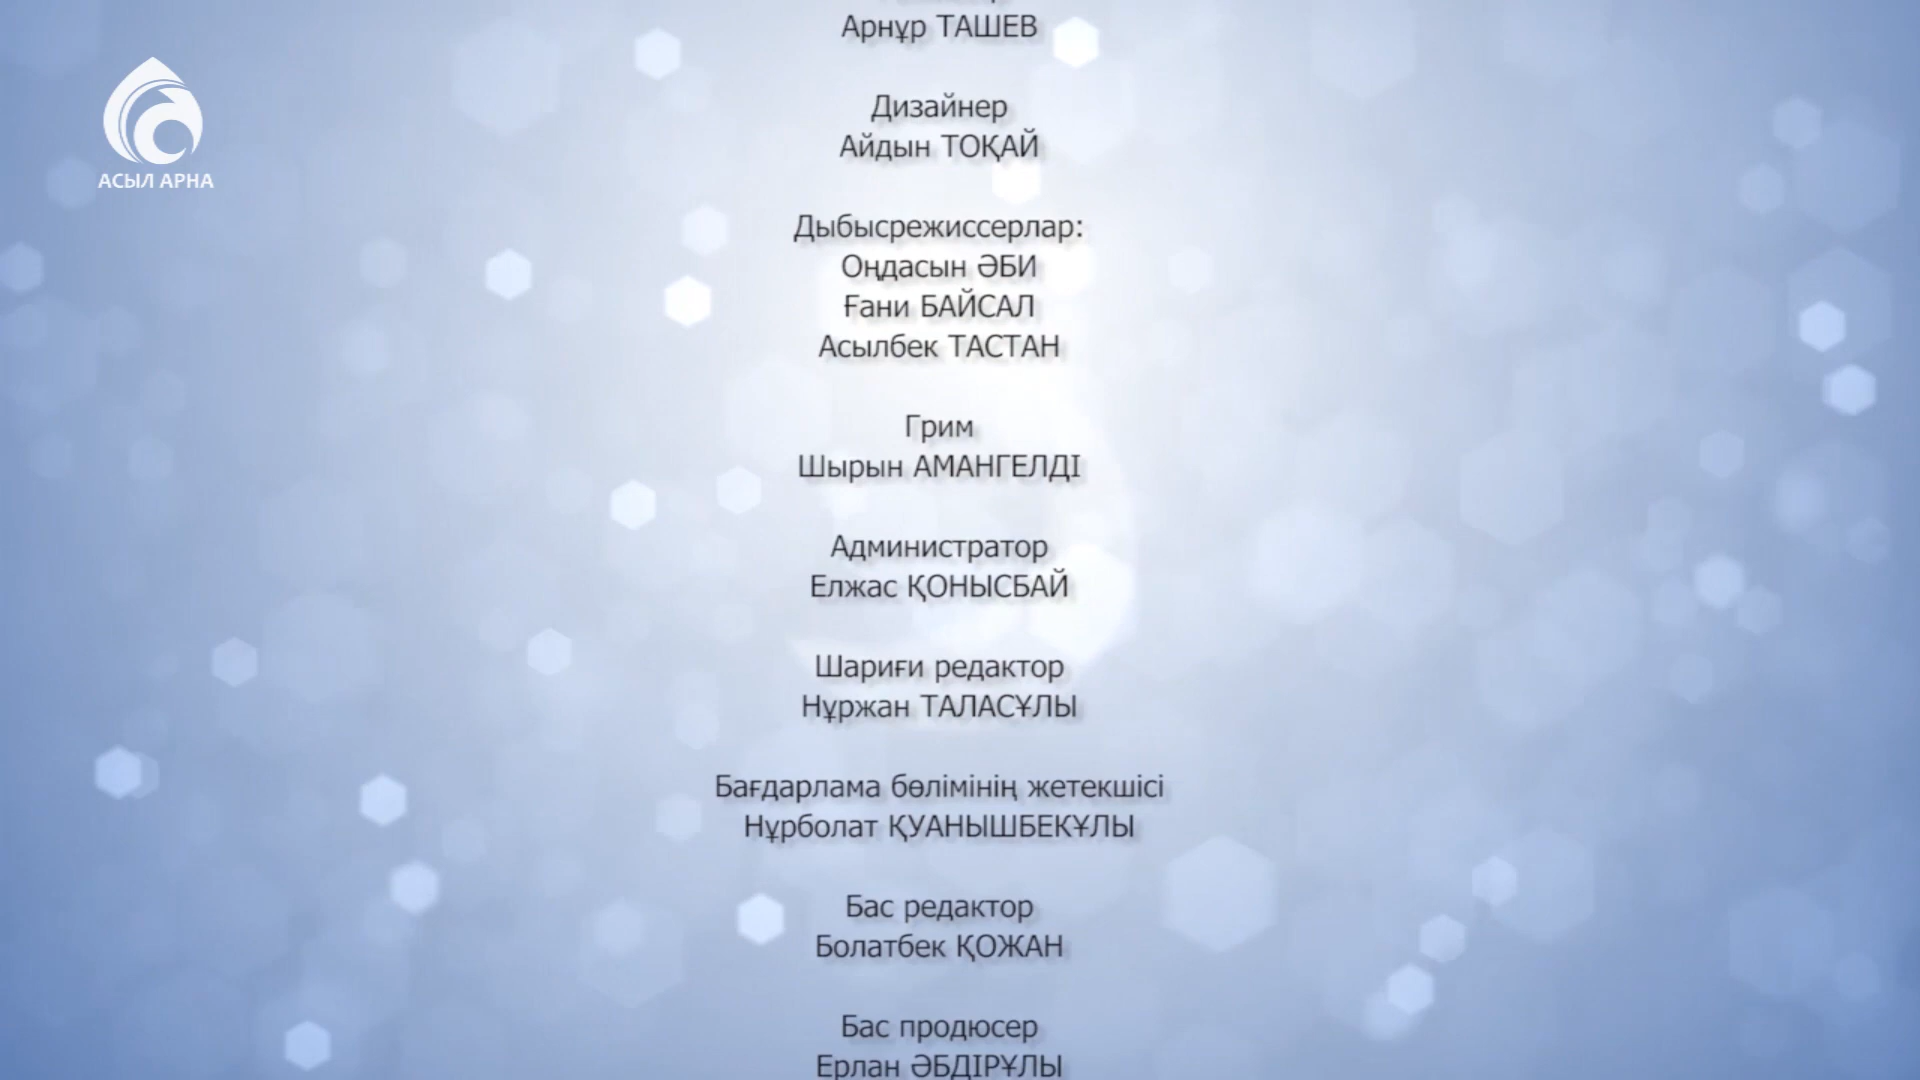 Арнұр ТАШЕВ
АСЫЛ АРНА
Дизайнер
Айдын ТОҚАЙ
Дыбысрежиссерлар:
Оңдасын ӘБИ
Ғани БАЙСАЛ
Асылбек ТАСТАН
Грим
Шырын АМАНГЕЛДІ
Администратор
Елжас ҚОНЫСБАЙ
Шариғи редактор
Нұржан ТАЛАСҰЛЫ
Бағдарлама бөлімінің жетекшісі
Нұрболат ҚУАНЫШБЕКҰЛЫ
Бас редактор
Болатбек ҚОЖАН
Бас продюсер
Ерлан ӘБДІРҰЛЫ